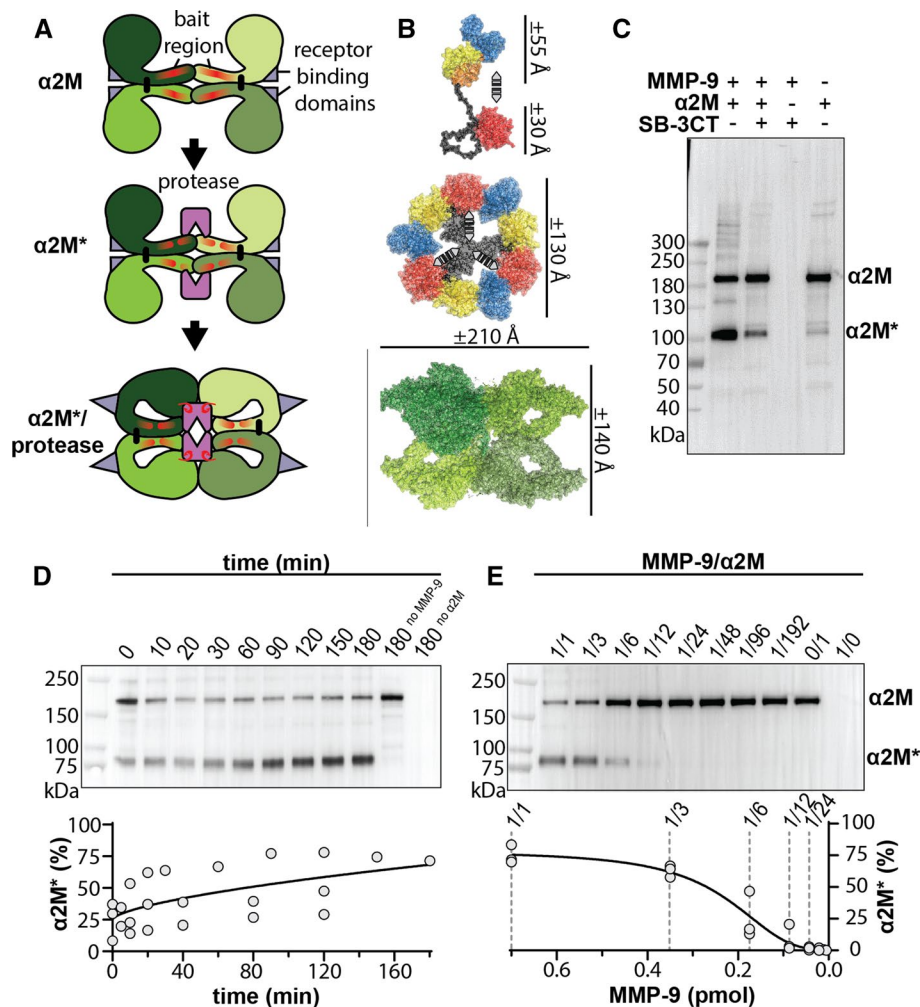 A
α2M
bait
region
receptor
binding
domains
protease
α2M*
α2M*/
protease
B
±55 Å
±30 Å
±130 Å
±210 Å
±140 Å
C
MMP-9 + + + -
α2M + + - +
SB-3CT - + + -
300
250
180
130
100
70
50
40
kDa
α2M
α2M*
D
time (min)
0 10 20 30 60 90 120 150 180 180 no MMP-9 180 no α2M
250
150
100
75
kDa
α2M* (%)
100
75
50
25
0
0 40 80 120 160
time (min)
E
MMP-9/α2M
1/1 1/3 1/6 1/12 1/24 1/48 1/96 1/192 0/1 1/0
250
150
100
75
kDa
α2M
α2M*
1/1 1/3 1/6 1/12 1/24
100
75
50
25
0
α2M* (%)
0.6 0.4 0.2 0.0
MMP-9 (pmol)